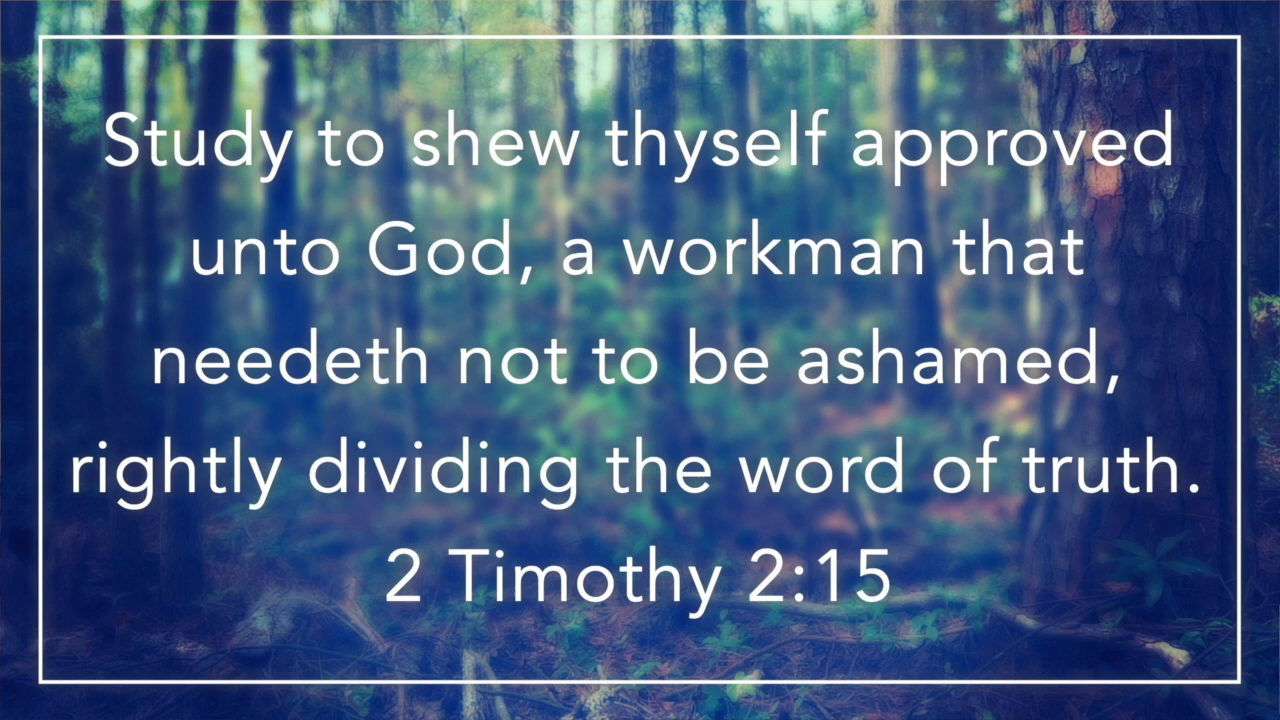 Study to shew thyself approved
unto God, a workman that
needeth not to be ashamed,
rightly dividing the word of truth.
2 Timothy 2:15